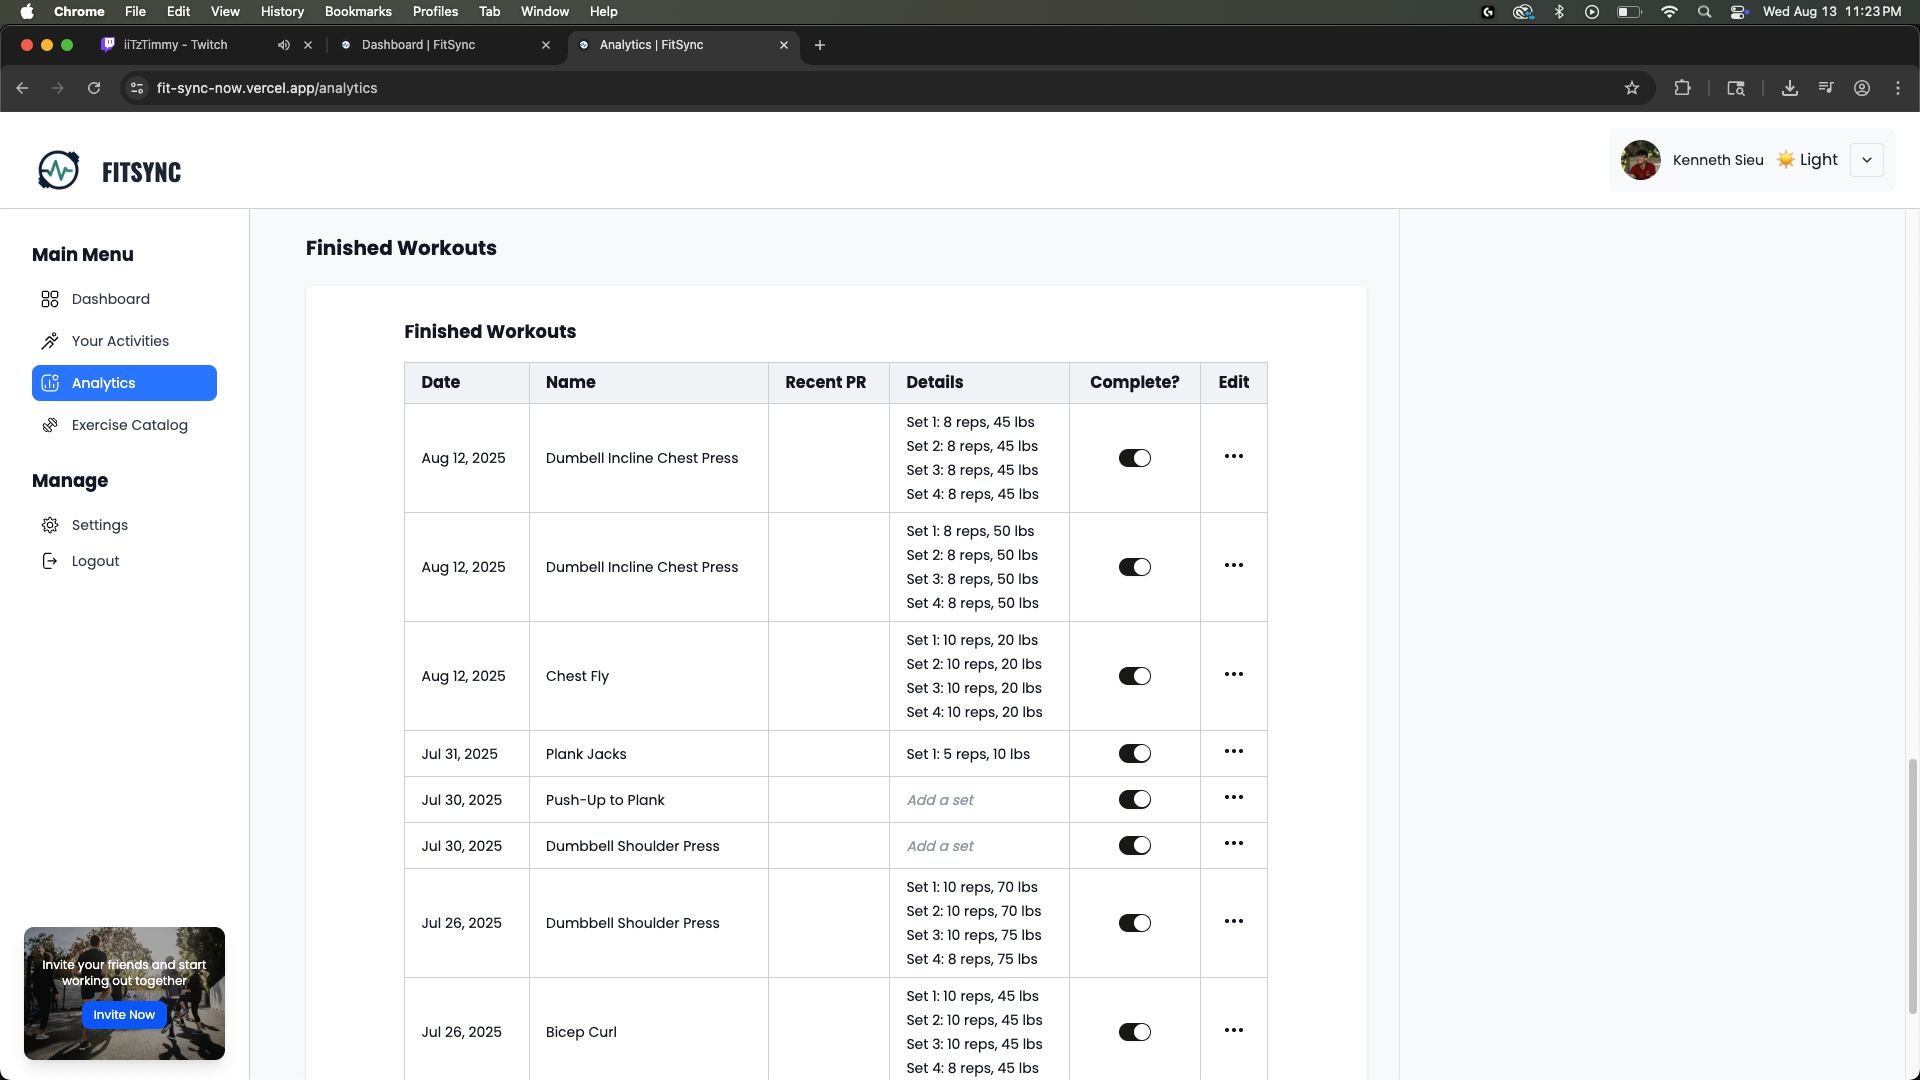 Chrome File Edit View History Bookmarks Profiles Tab Window Help
Wed Aug 13 11:23 PM
iiTzTimmy - Twitch
Dashboard | FitSync
Analytics | FitSync
fit-sync-now.vercel.app/analytics
FITSYNC
Kenneth Sieu
Light
Main Menu
Dashboard
Your Activities
Analytics
Exercise Catalog
Manage
Settings
Logout
Invite your friends and start
working out together
Invite Now
Finished Workouts
Finished Workouts
Date Name Recent PR Details Complete? Edit
Aug 12, 2025 Dumbell Incline Chest Press
Set 1: 8 reps, 45 lbs
Set 2: 8 reps, 45 lbs
Set 3: 8 reps, 45 lbs
Set 4: 8 reps, 45 lbs
Aug 12, 2025 Dumbell Incline Chest Press
Set 1: 8 reps, 50 lbs
Set 2: 8 reps, 50 lbs
Set 3: 8 reps, 50 lbs
Set 4: 8 reps, 50 lbs
Aug 12, 2025 Chest Fly
Set 1: 10 reps, 20 lbs
Set 2: 10 reps, 20 lbs
Set 3: 10 reps, 20 lbs
Set 4: 10 reps, 20 lbs
Jul 31, 2025 Plank Jacks Set 1: 5 reps, 10 lbs
Jul 30, 2025 Push-Up to Plank Add a set
Jul 30, 2025 Dumbbell Shoulder Press Add a set
Jul 26, 2025 Dumbbell Shoulder Press
Set 1: 10 reps, 70 lbs
Set 2: 10 reps, 70 lbs
Set 3: 10 reps, 75 lbs
Set 4: 8 reps, 75 lbs
Jul 26, 2025 Bicep Curl
Set 1: 10 reps, 45 lbs
Set 2: 10 reps, 45 lbs
Set 3: 10 reps, 45 lbs
Set 4: 8 reps, 45 lbs